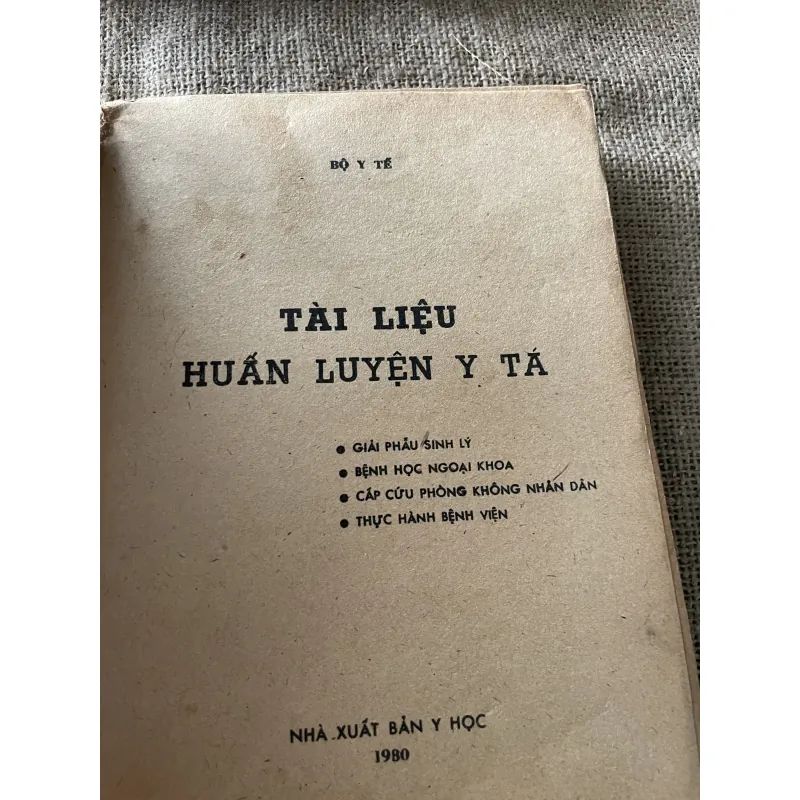 BỘ Y TẾ
TÀI LIỆU
HUẤN LUYỆN Y TÁ
● GIẢI PHẪU SINH LÝ
● BỆNH HỌC NGOẠI KHOA
● CẤP CỨU PHÒNG KHÔNG NHÂN DÂN
● THỰC HÀNH BỆNH VIỆN
NHÀ XUẤT BẢN Y HỌC
1980